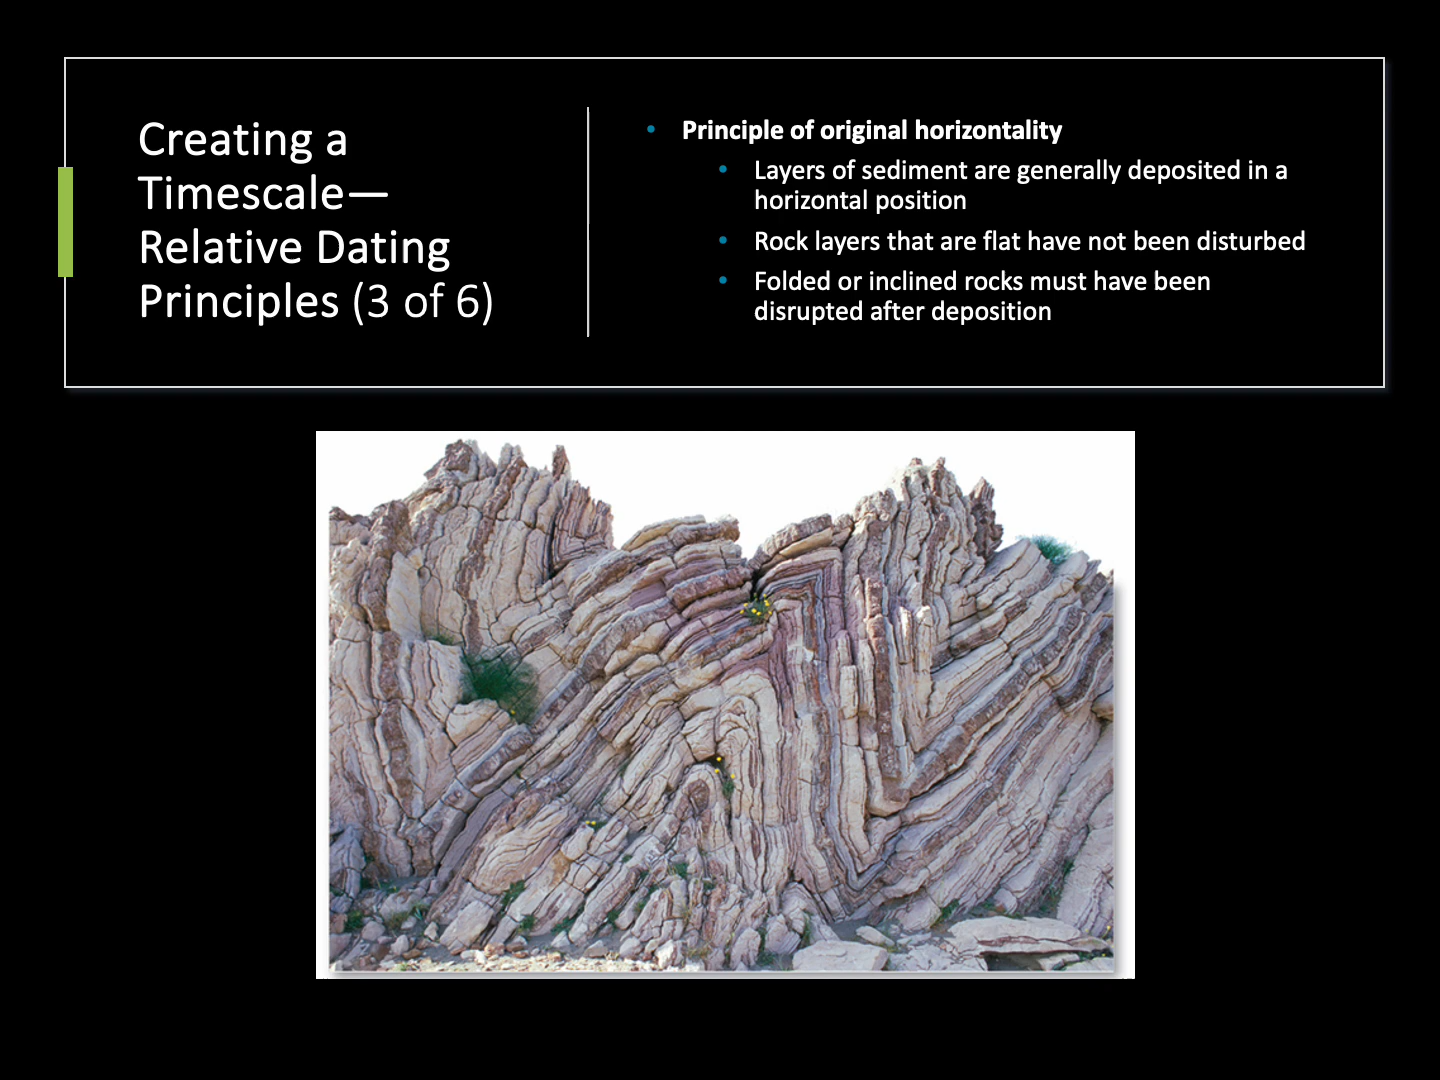 Creating a
Timescale—
Relative Dating
Principles (3 of 6)
• Principle of original horizontality
• Layers of sediment are generally deposited in a
horizontal position
• Rock layers that are flat have not been disturbed
• Folded or inclined rocks must have been
disrupted after deposition